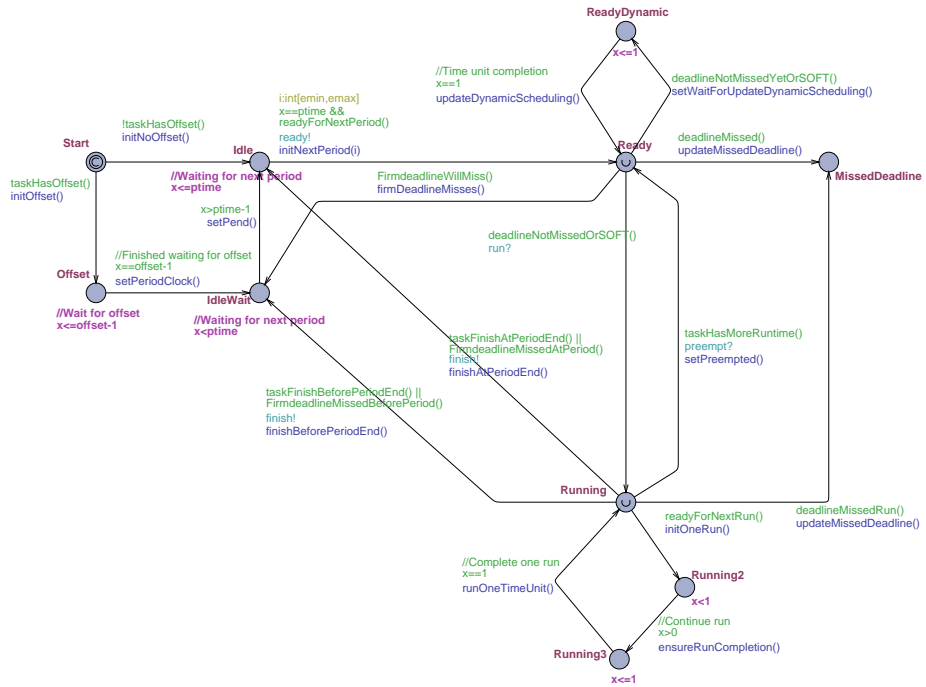 ReadyDynamic
x<=1
//Time unit completion
x==1
updateDynamicScheduling()
deadlineNotMissedYetOrSOFT()
setWaitForUpdateDynamicScheduling()
i:int[emin,emax]
x==ptime &&
readyForNextPeriod()
ready!
initNextPeriod(i)
!taskHasOffset()
initNoOffset()
Start
Idle
Ready
deadlineMissed()
updateMissedDeadline()
MissedDeadline
//Waiting for next period
x<=ptime
FirmdeadlineWillMiss()
firmDeadlineMisses()
taskHasOffset()
initOffset()
x>ptime-1
setPend()
deadlineNotMissedOrSOFT()
run?
//Finished waiting for offset
x==offset-1
setPeriodClock()
Offset
IdleWait
//Wait for offset
x<=offset-1
//Waiting for next period
x<ptime
taskFinishAtPeriodEnd() ||
FirmdeadlineMissedAtPeriod()
finish!
finishAtPeriodEnd()
taskHasMoreRuntime()
preempt?
setPreempted()
taskFinishBeforePeriodEnd() ||
FirmdeadlineMissedBeforePeriod()
finish!
finishBeforePeriodEnd()
Running
readyForNextRun()
initOneRun()
deadlineMissedRun()
updateMissedDeadline()
//Complete one run
x==1
runOneTimeUnit()
Running2
x<1
//Continue run
x>0
ensureRunCompletion()
Running3
x<=1